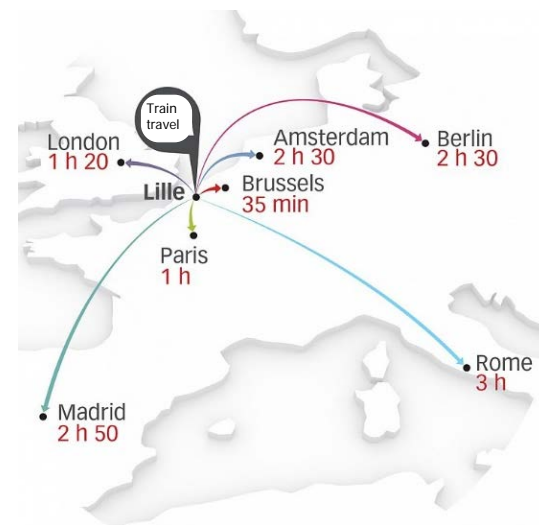 Train
travel
London
1 h 20
Amsterdam
2 h 30
Berlin
2 h 30
Lille
Brussels
35 min
Paris
1 h
Rome
3 h
Madrid
2 h 50